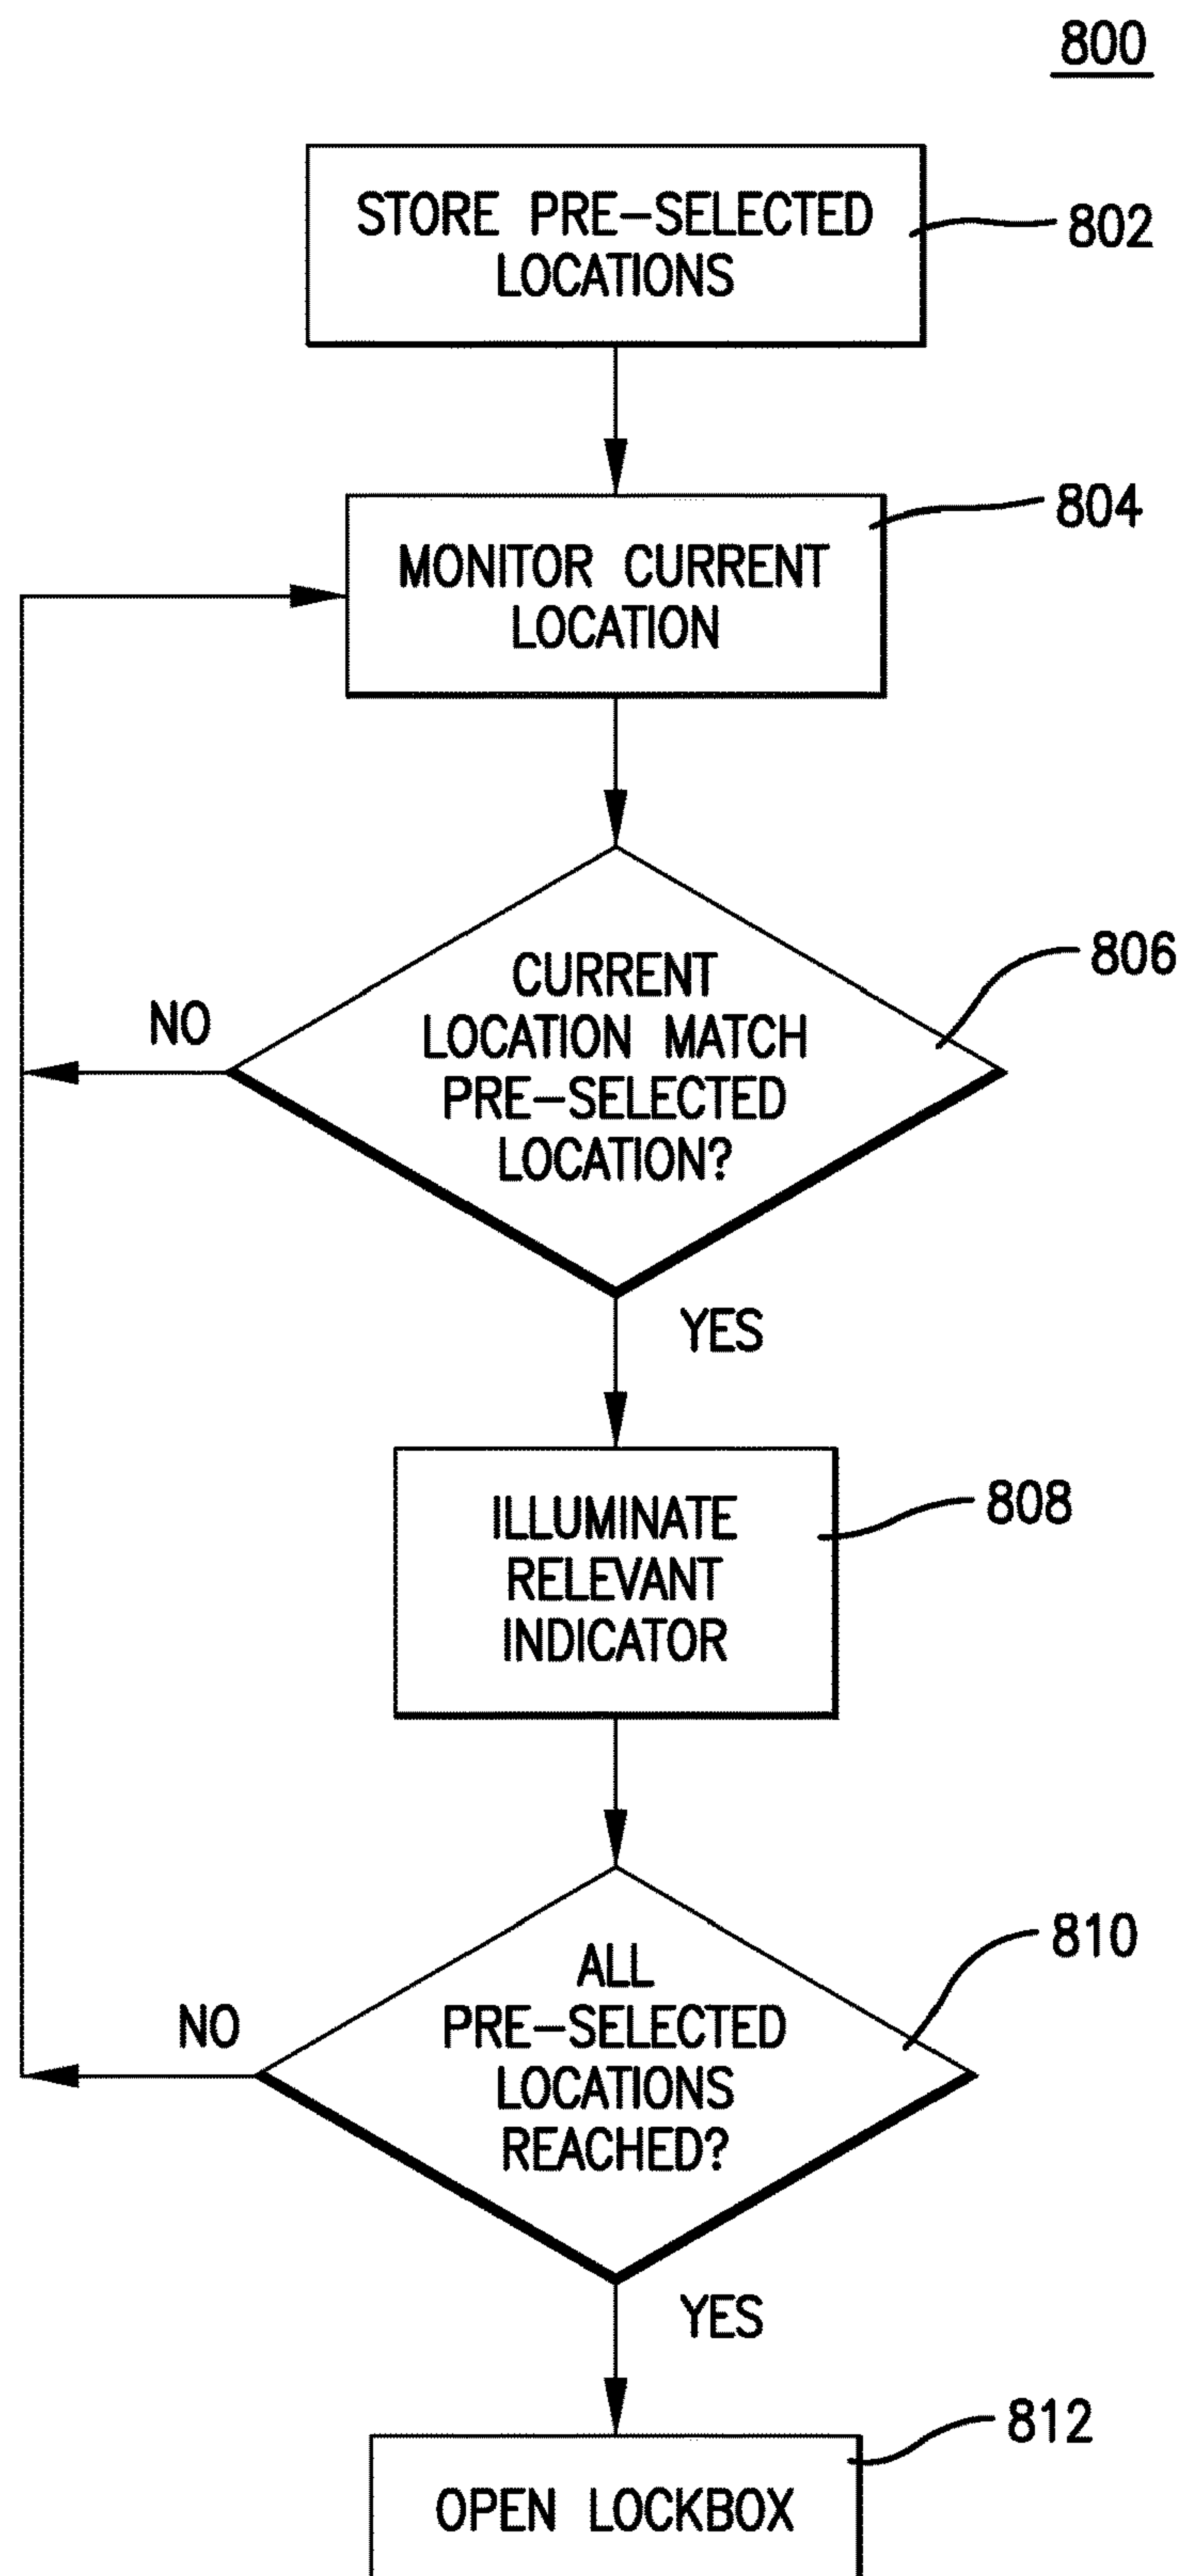 800
STORE PRE-SELECTED
LOCATIONS
802
MONITOR CURRENT
LOCATION
804
CURRENT
LOCATION MATCH
PRE-SELECTED
LOCATION?
806
NO
YES
ILLUMINATE
RELEVANT
INDICATOR
808
ALL
PRE-SELECTED
LOCATIONS
REACHED?
810
NO
YES
OPEN LOCKBOX
812